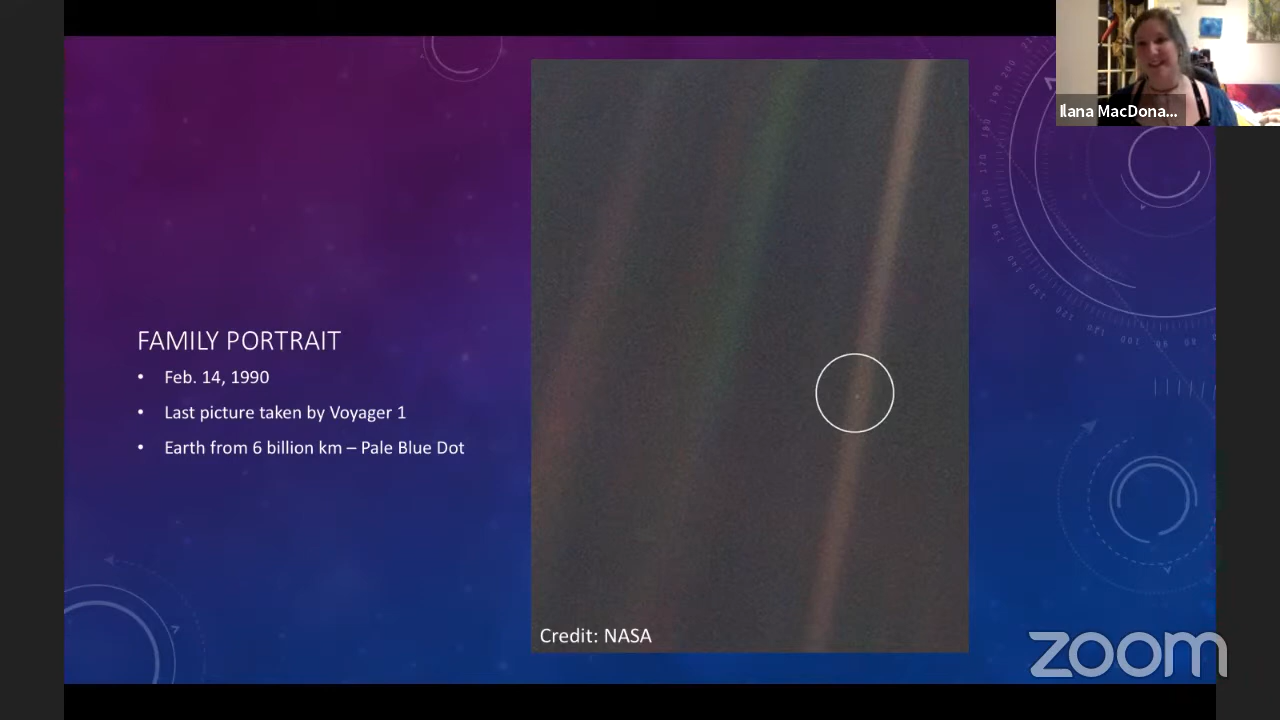 FAMILY PORTRAIT
• Feb. 14, 1990
• Last picture taken by Voyager 1
• Earth from 6 billion km – Pale Blue Dot
Credit: NASA
Ilana MacDona...
zoom